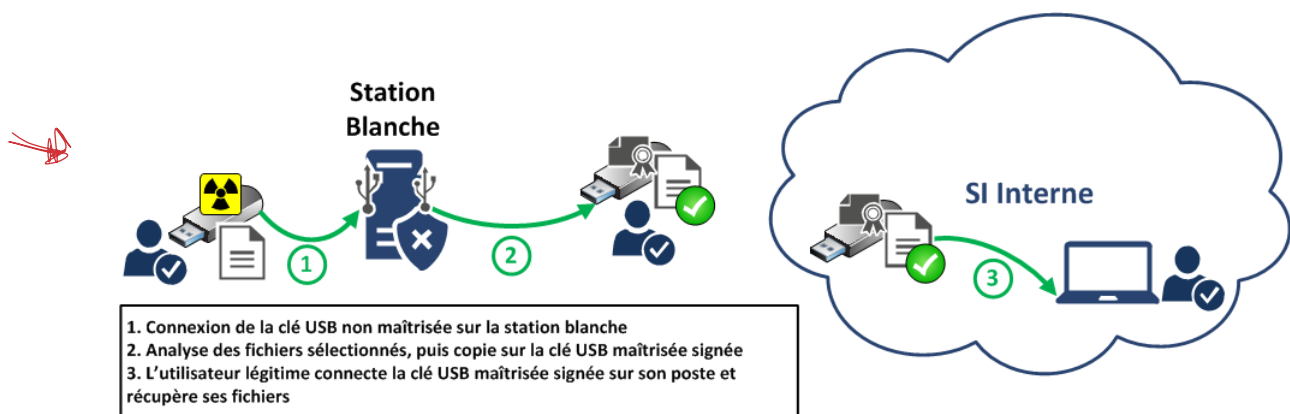 Station
Blanche
SI Interne
1
2
3
1. Connexion de la clé USB non maîtrisée sur la station blanche
2. Analyse des fichiers sélectionnés, puis copie sur la clé USB maîtrisée signée
3. L'utilisateur légitime connecte la clé USB maîtrisée signée sur son poste et
récupère ses fichiers